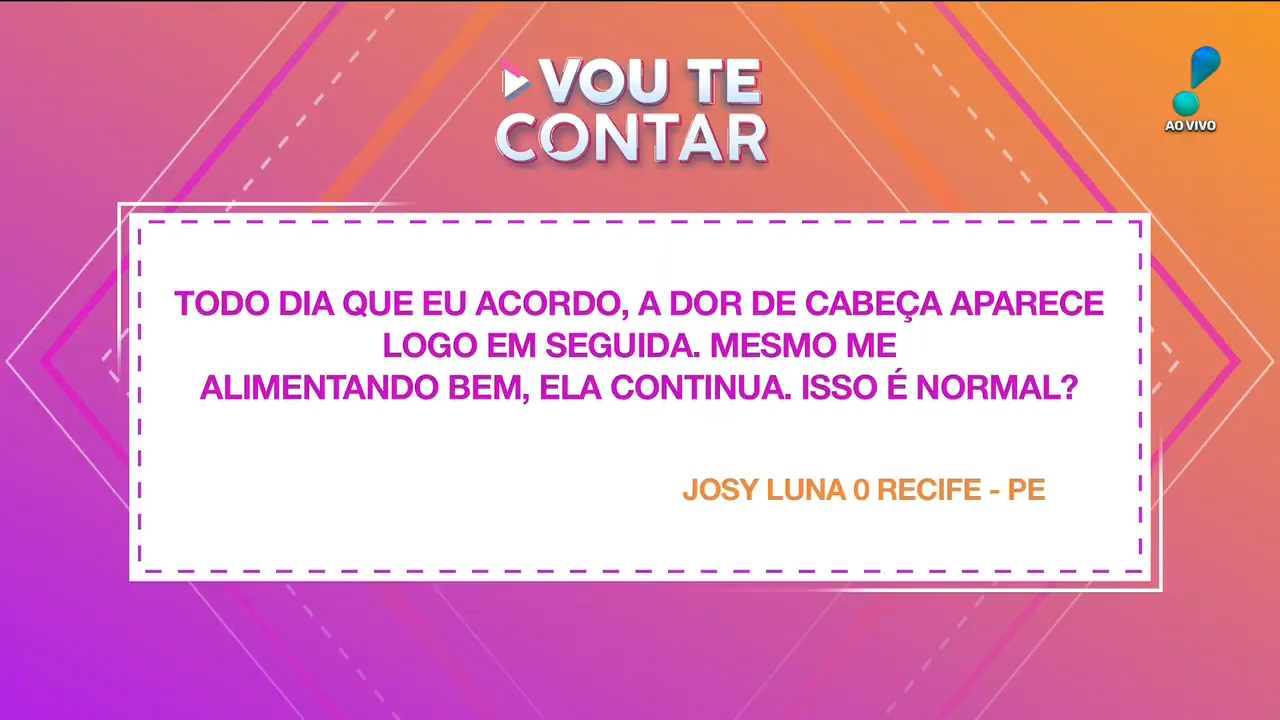 VOU TE
CONTAR
AO VIVO
TODO DIA QUE EU ACORDO, A DOR DE CABEÇA APARECE
LOGO EM SEGUIDA. MESMO ME
ALIMENTANDO BEM, ELA CONTINUA. ISSO É NORMAL?
JOSY LUNA 0 RECIFE - PE